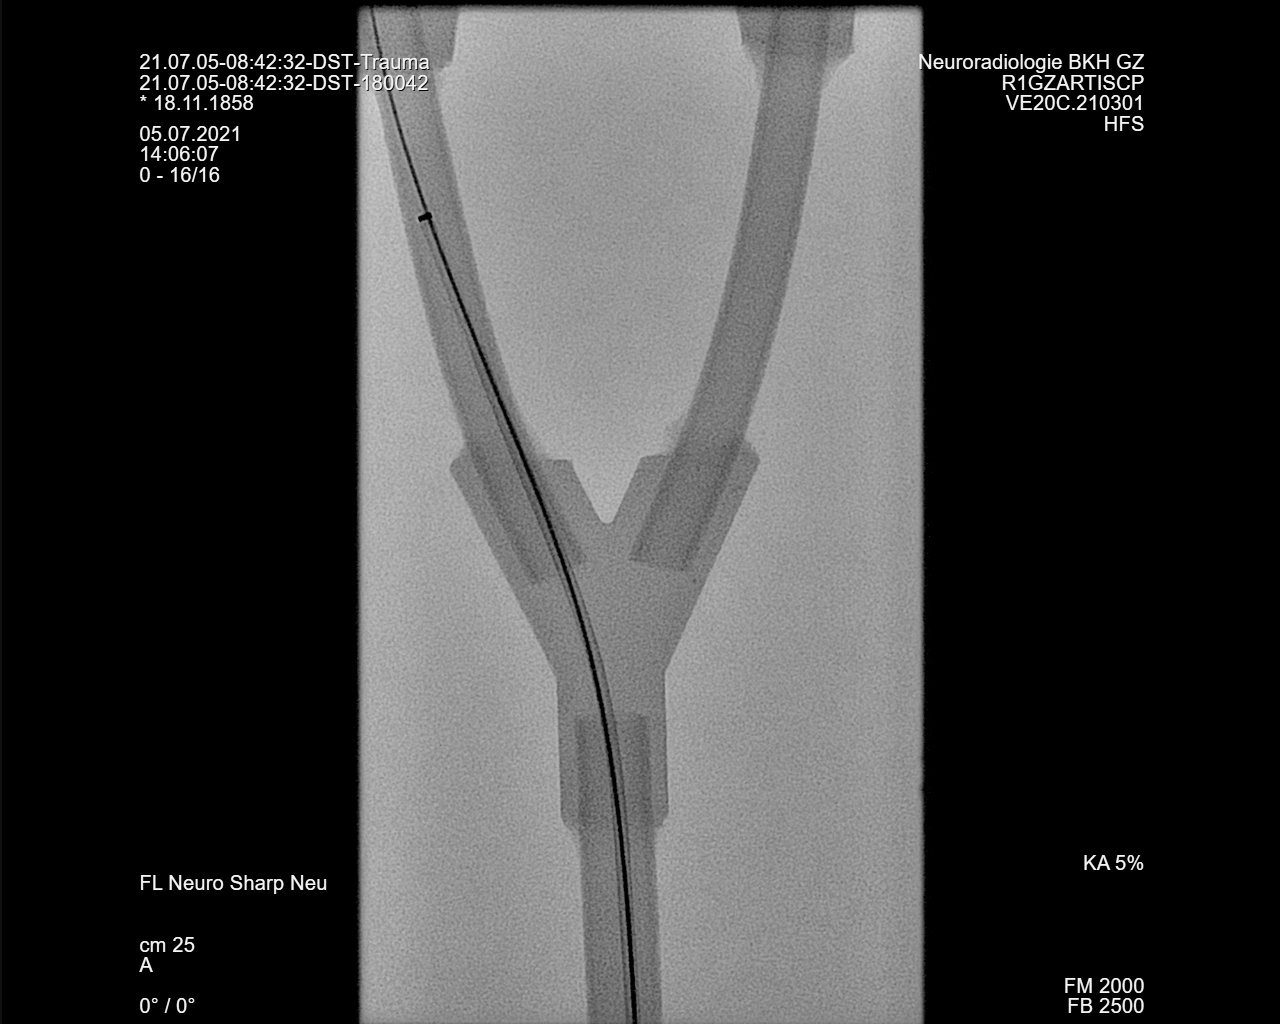 21.07.05-08:42:32-DST-Trauma
21.07.05-08:42:32-DST-180042
* 18.11.1858
05.07.2021
14:06:07
0 - 16/16
Neuroradiologie BKH GZ
R1GZARTISCP
VE20C.210301
HFS
FL Neuro Sharp Neu
cm 25
A
0° / 0°
KA 5%
FM 2000
FB 2500